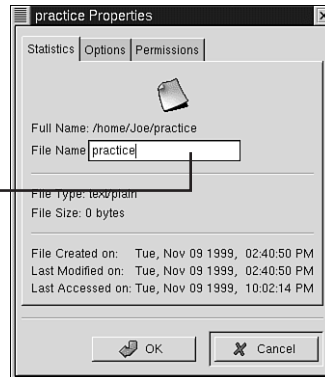 practice Properties
Statistics Options Permissions
Full Name: /home/Joe/practice
File Name practice
File Type: text/plain
File Size: 0 bytes
File Created on: Tue, Nov 09 1999, 02:40:50 PM
Last Modified on: Tue, Nov 09 1999, 02:40:50 PM
Last Accessed on: Tue, Nov 09 1999, 10:02:14 PM
OK Cancel